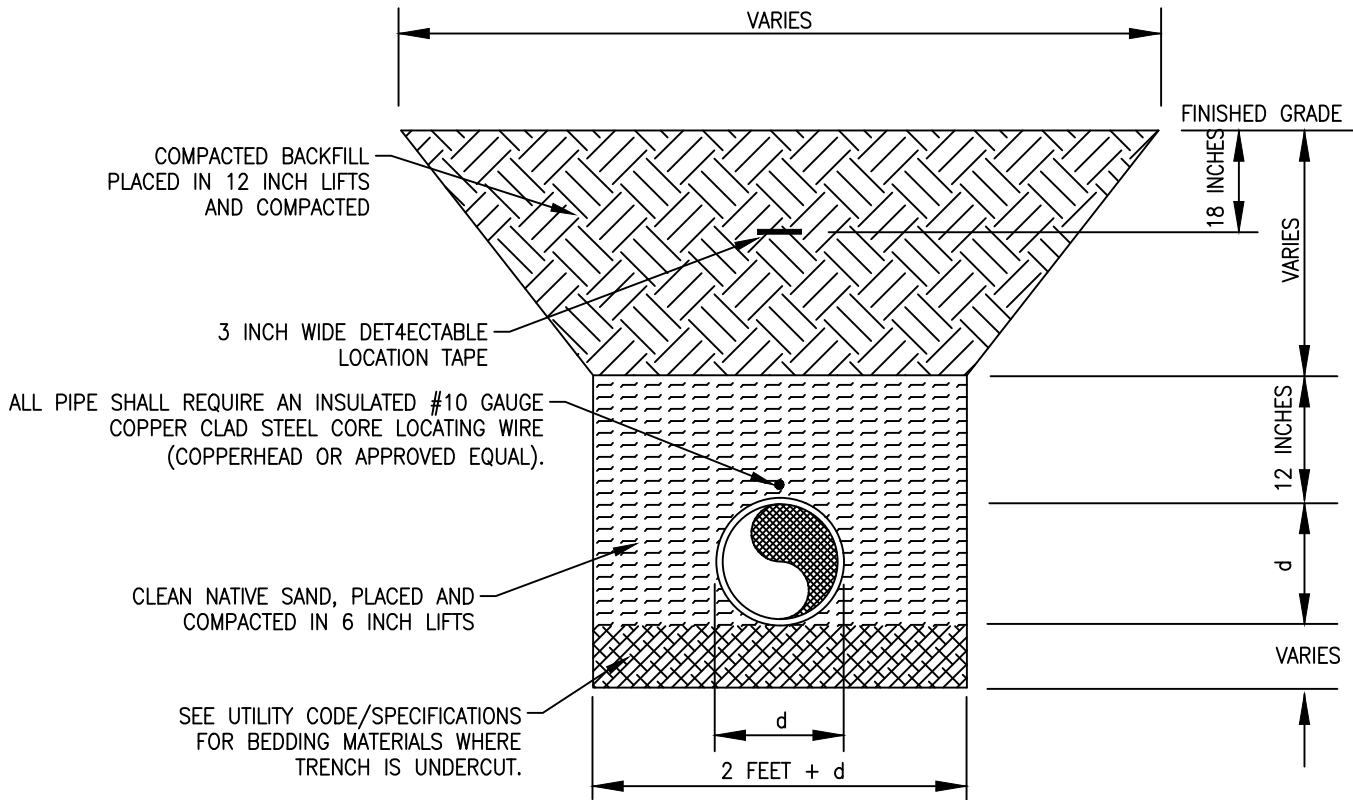 VARIES
FINISHED GRADE
COMPACTED BACKFILL
PLACED IN 12 INCH LIFTS
AND COMPACTED
18 INCHES
VARIES
3 INCH WIDE DET4ECTABLE
LOCATION TAPE
ALL PIPE SHALL REQUIRE AN INSULATED #10 GAUGE
COPPER CLAD STEEL CORE LOCATING WIRE
(COPPERHEAD OR APPROVED EQUAL).
12 INCHES
d
CLEAN NATIVE SAND, PLACED AND
COMPACTED IN 6 INCH LIFTS
VARIES
SEE UTILITY CODE/SPECIFICATIONS
FOR BEDDING MATERIALS WHERE
TRENCH IS UNDERCUT.
d
2 FEET + d